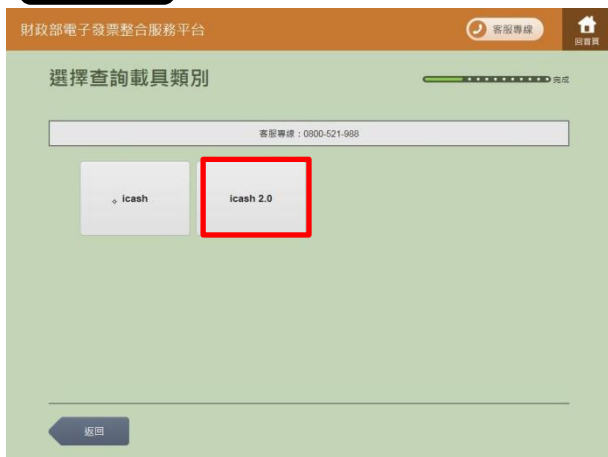 財政部電子發票整合服務平台
客服專線
回首頁
選擇查詢載具類別
完成
客服專線：0800-521-988
icash
icash 2.0
返回